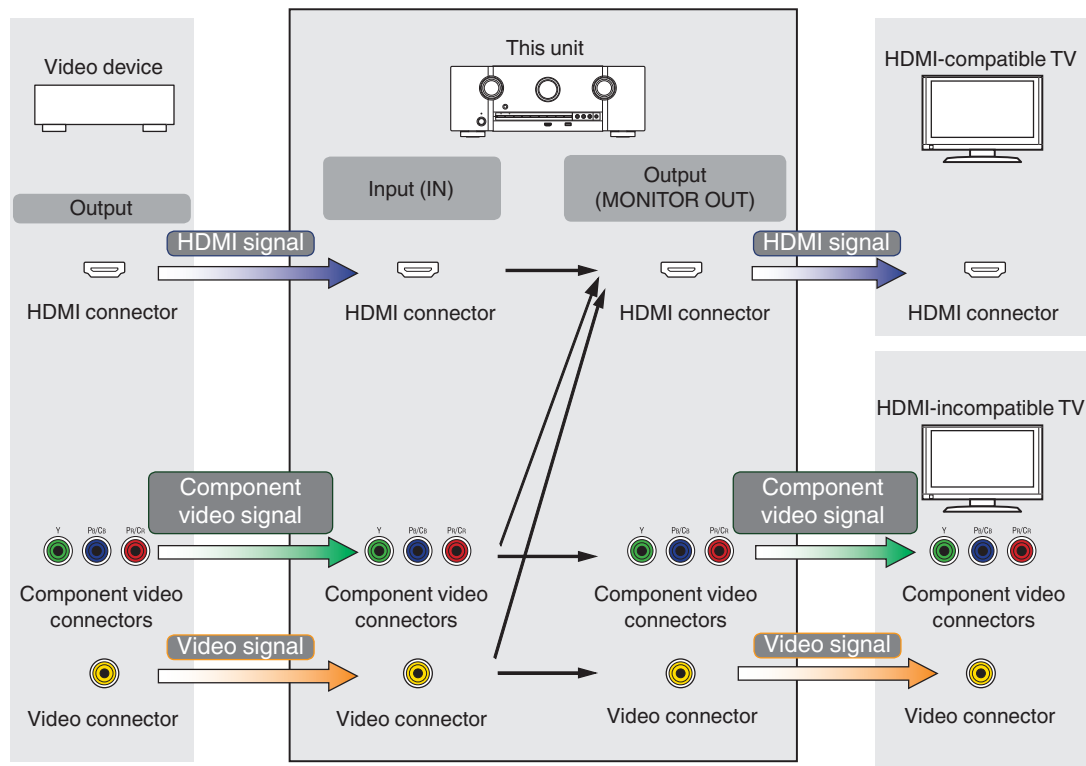 Video device
This unit
HDMI-compatible TV
Input (IN)
Output
(MONITOR OUT)
Output
HDMI signal
HDMI signal
HDMI connector
HDMI connector
HDMI connector
HDMI connector
HDMI-incompatible TV
Component
video signal
Component
video signal
Y PB/CB PR/CR
Y PB/CB PR/CR
Y PB/CB PR/CR
Y PB/CB PR/CR
Component video
connectors
Component video
connectors
Component video
connectors
Component video
connectors
Video signal
Video signal
Video connector
Video connector
Video connector
Video connector